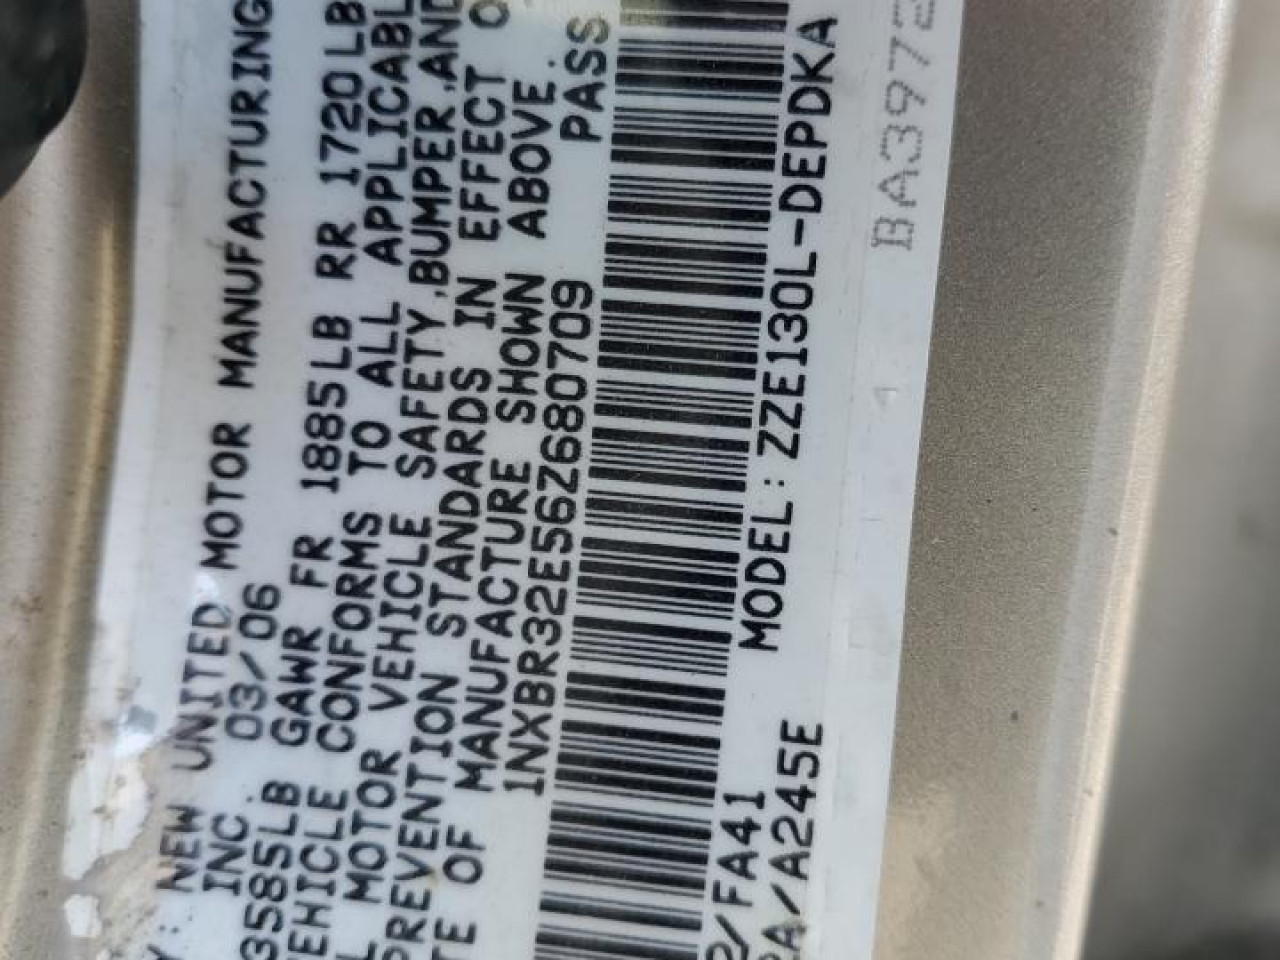 Y: NEW UNITED MOTOR MANUFACTURING
INC. 03/06
3585LB GAWR FR 1885LB RR 1720LB
VEHICLE CONFORMS TO ALL APPLICABL
L MOTOR VEHICLE SAFETY,BUMPER,AND
PREVENTION STANDARDS IN EFFECT O
TE OF MANUFACTURE SHOWN ABOVE.
1NXBR32E56Z680709 PASS
/FA41 MODEL:ZZE130L-DEPDKA
A/A245E
BA3972